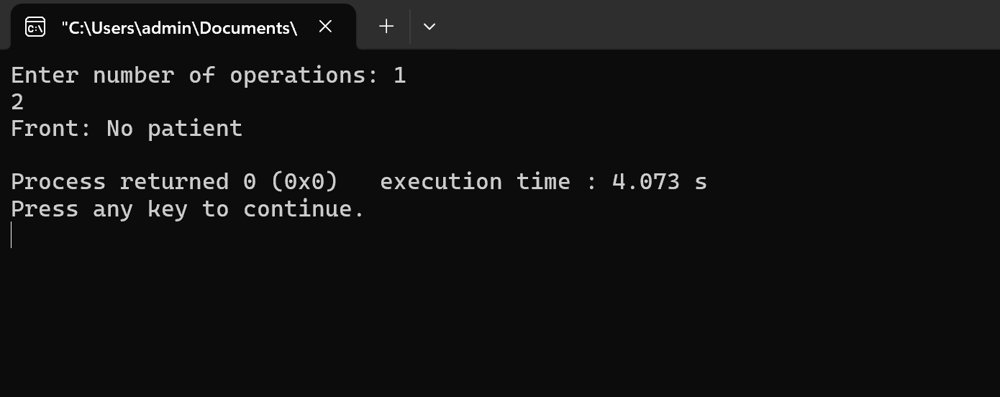 "C:\Users\admin\Documents\
Enter number of operations: 1
2
Front: No patient
Process returned 0 (0x0)   execution time : 4.073 s
Press any key to continue.